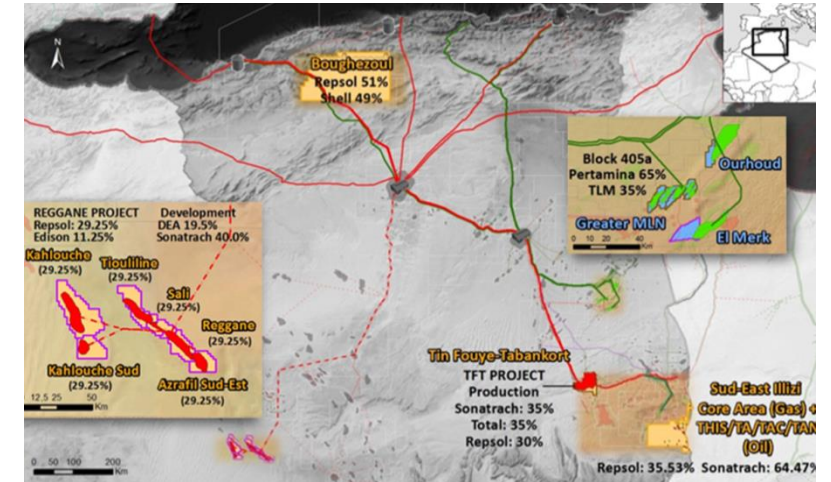 N
Boughezoul
Repsol 51%
Shell 49%
Block 405a
Pertamina 65%
TLM 35%
Ourhoud
Greater MLN
El Merk
0 10 20 40
Km
REGGANE PROJECT Development
Repsol: 29.25% DEA 19.5%
Edison 11.25% Sonatrach 40.0%
Kahlouche
(29.25%)
Tiouliline
(29.25%)
Sali
(29.25%)
Reggane
(29.25%)
Kahlouche Sud
(29.25%)
Azrafil Sud-Est
(29.25%)
12,5 25 50
Km
Tin Fouye-Tabankort
TFT PROJECT
Production
Sonatrach: 35%
Total: 35%
Repsol: 30%
Sud-East Illizi
Core Area (Gas) +
THIS/TA/TAC/TAN
(Oil)
Repsol: 35.53% Sonatrach: 64.47%
0 50 100 200
Km